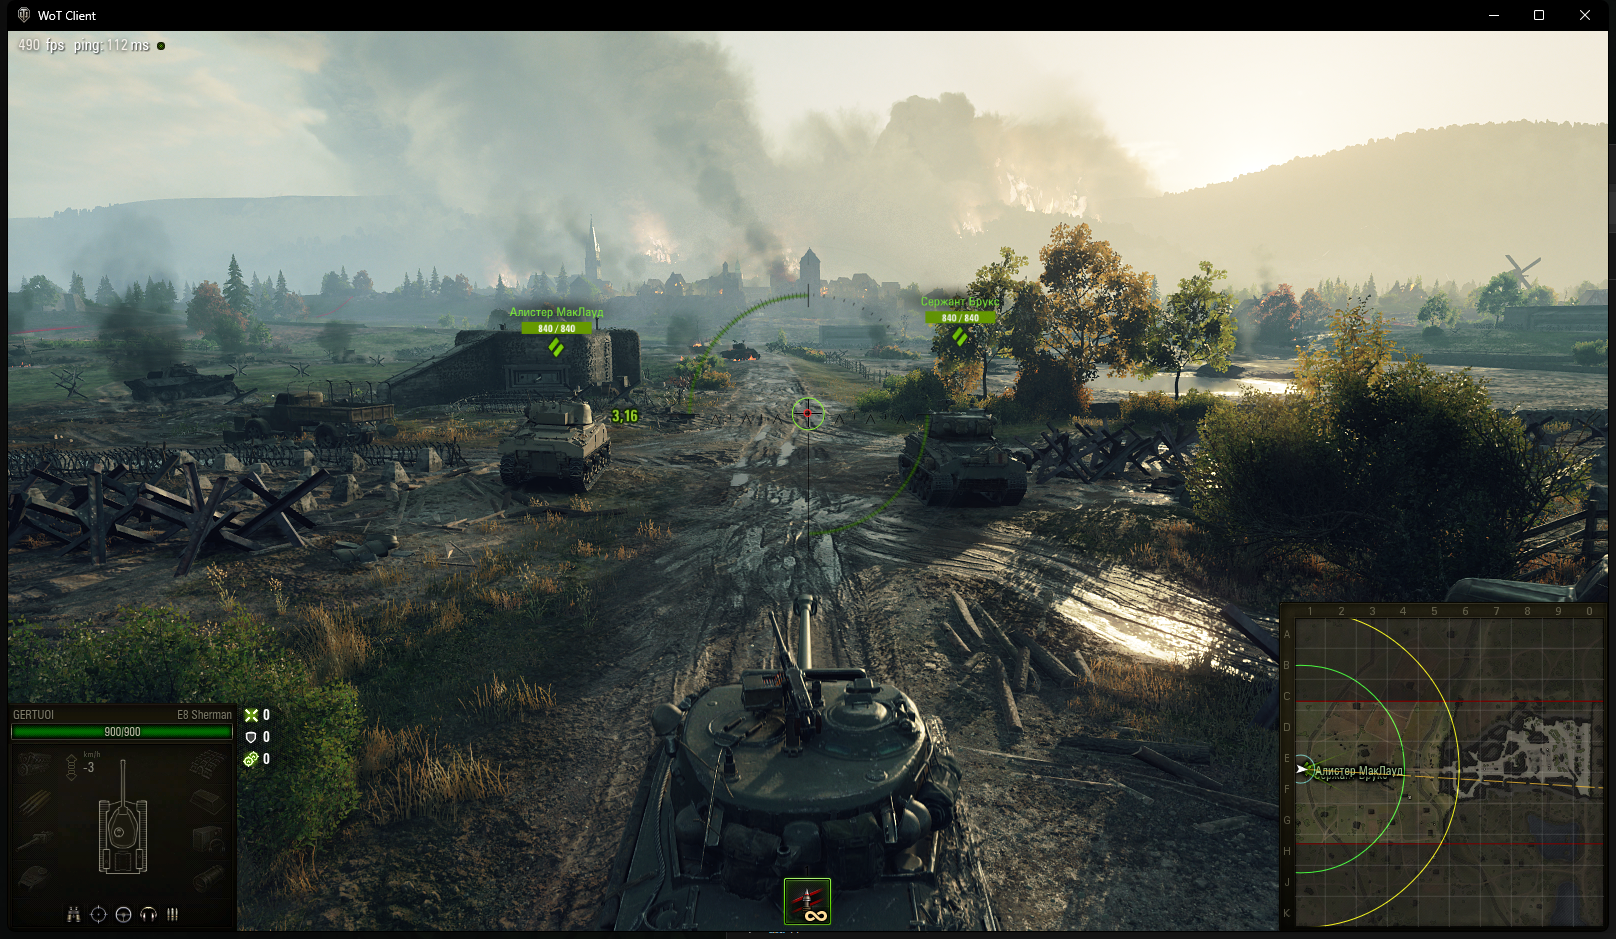 WoT Client
490 fps ping: 112 ms
Сержант Брукс
840 / 840
Алистер МакЛауд
840 / 840
3,16
1 2 3 4 5 6 7 8 9 0
A
B
C
D
E
F
G
H
J
K
Алистер МакЛауд
Сержант Брукс
GERTUOI E8 Sherman
900/900
km/h
-3
0
0
0